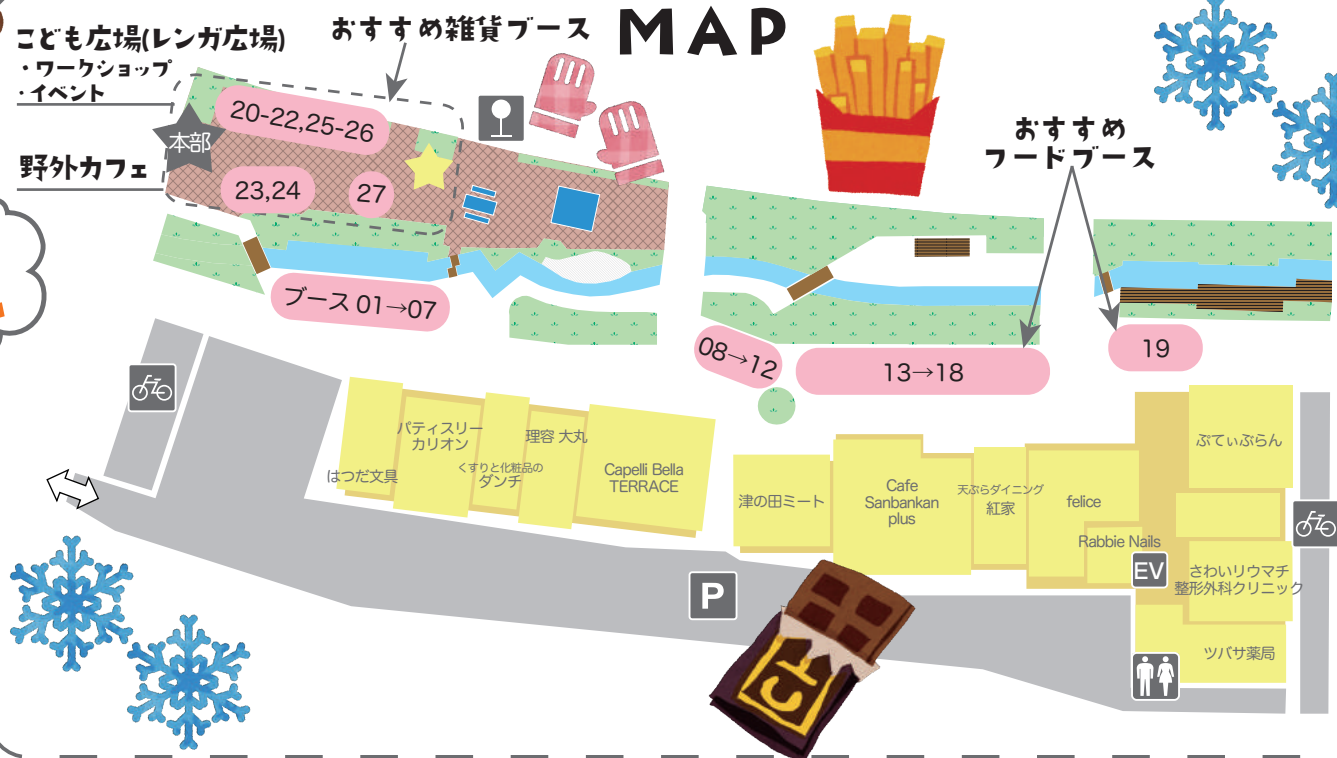 MAP
こども広場(レンガ広場)
・ワークショップ
・イベント
おすすめ雑貨ブース
20-22,25-26
本部
野外カフェ
23,24
27
おすすめ
フードブース
ブース 01→07
08→12
13→18
19
はつだ文具
パティスリー
カリオン
くすりと化粧品の
ダンチ
理容 大丸
Capelli Bella
TERRACE
津の田ミート
Cafe
Sanbankan
plus
天ぷらダイニング
紅家
felice
Rabbie Nails
ぷてぃぶらん
EV
さわいリウマチ
整形外科クリニック
ツバサ薬局
P
チョコ